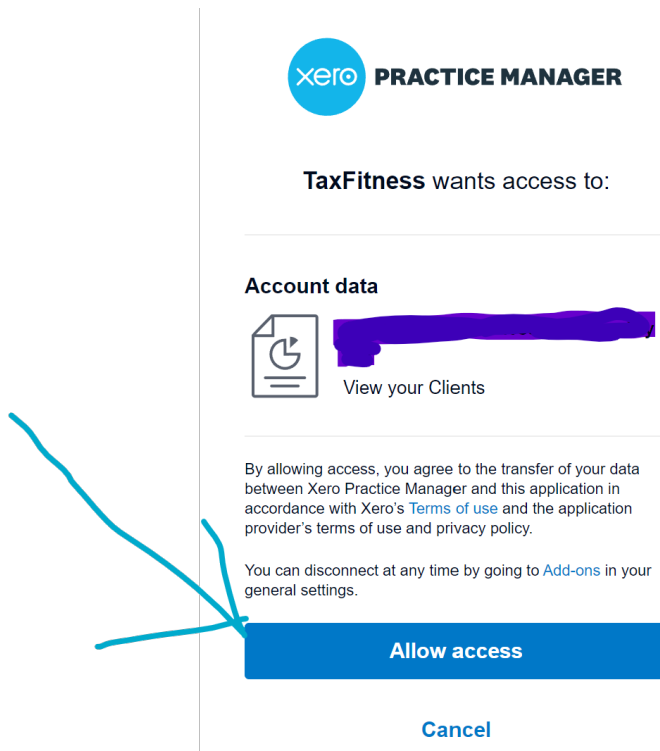 xero PRACTICE MANAGER
TaxFitness wants access to:
Account data
View your Clients
By allowing access, you agree to the transfer of your data
between Xero Practice Manager and this application in
accordance with Xero's Terms of use and the application
provider's terms of use and privacy policy.
You can disconnect at any time by going to Add-ons in your
general settings.
Allow access
Cancel